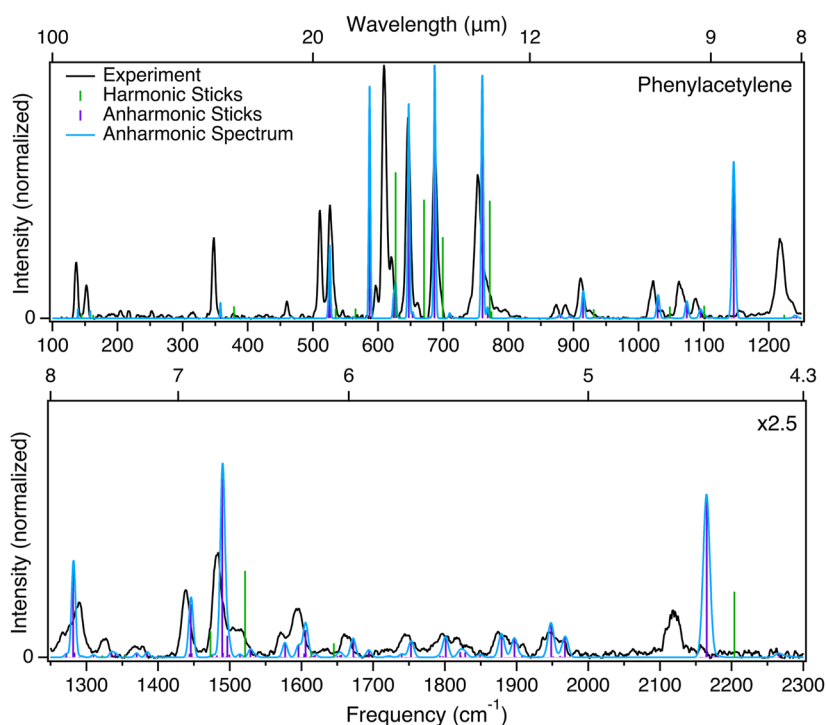 Wavelength (μm)
100 20 12 9 8
Experiment
Harmonic Sticks
Anharmonic Sticks
Anharmonic Spectrum
Phenylacetylene
Intensity (normalized)
0
100 200 300 400 500 600 700 800 900 1000 1100 1200
8 7 6 5 4.3
x2.5
Intensity (normalized)
0
1300 1400 1500 1600 1700 1800 1900 2000 2100 2200 2300
Frequency (cm⁻¹)